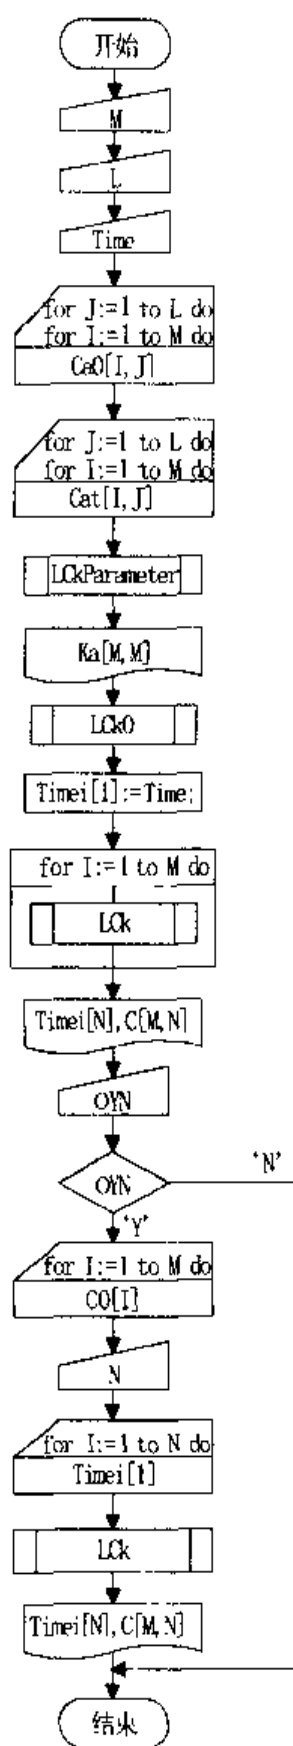 开始
M
L
Time
for J:=1 to L do
for I:=1 to M do
Ca0[I,J]
for J:=1 to L do
for I:=1 to M do
Cat[I,J]
LCkParameter
Ka[M,M]
LCk0
Timei[1]:=Time;
for I:=1 to M do
LCk
Timei[N],C[M,N]
OYN
OYN
'N'
'Y'
for I:=1 to M do
C0[I]
N
for I:=1 to N do
Timei[1]
LCk
Timei[N],C[M,N]
结束